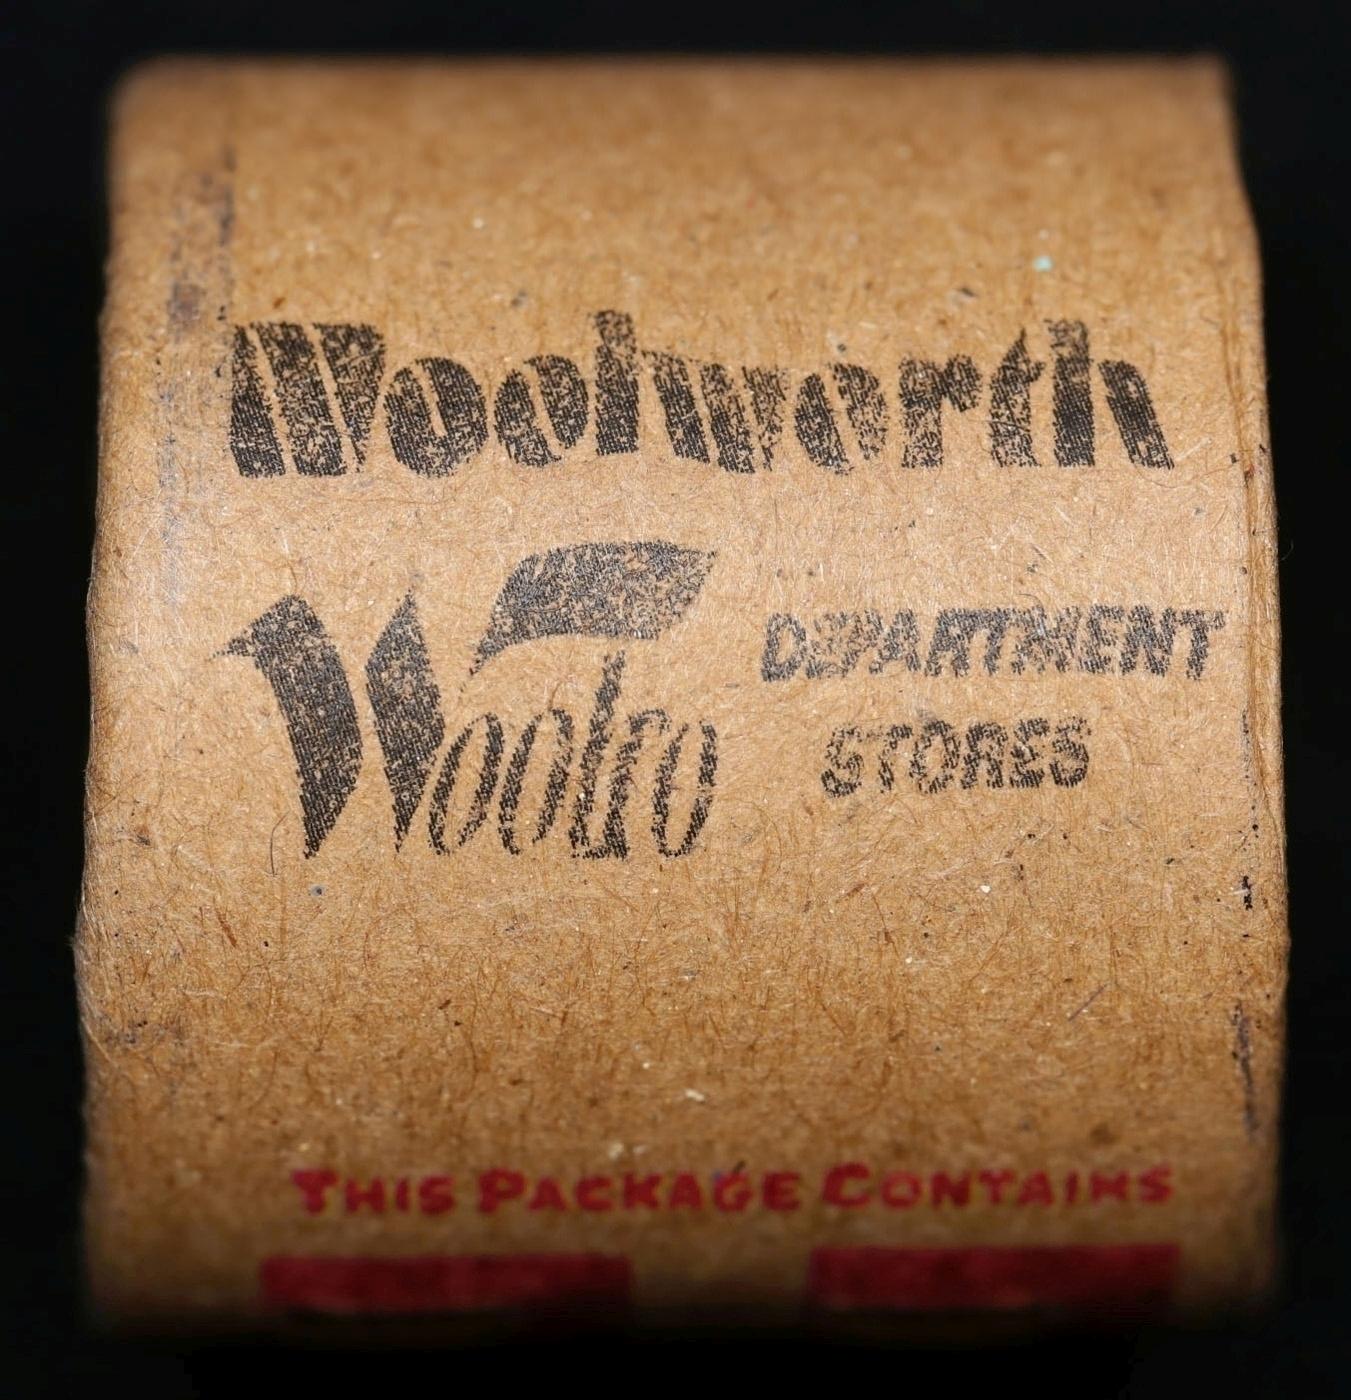 Woolworth
Woolco DEPARTMENT
STORES
THIS PACKAGE CONTAINS